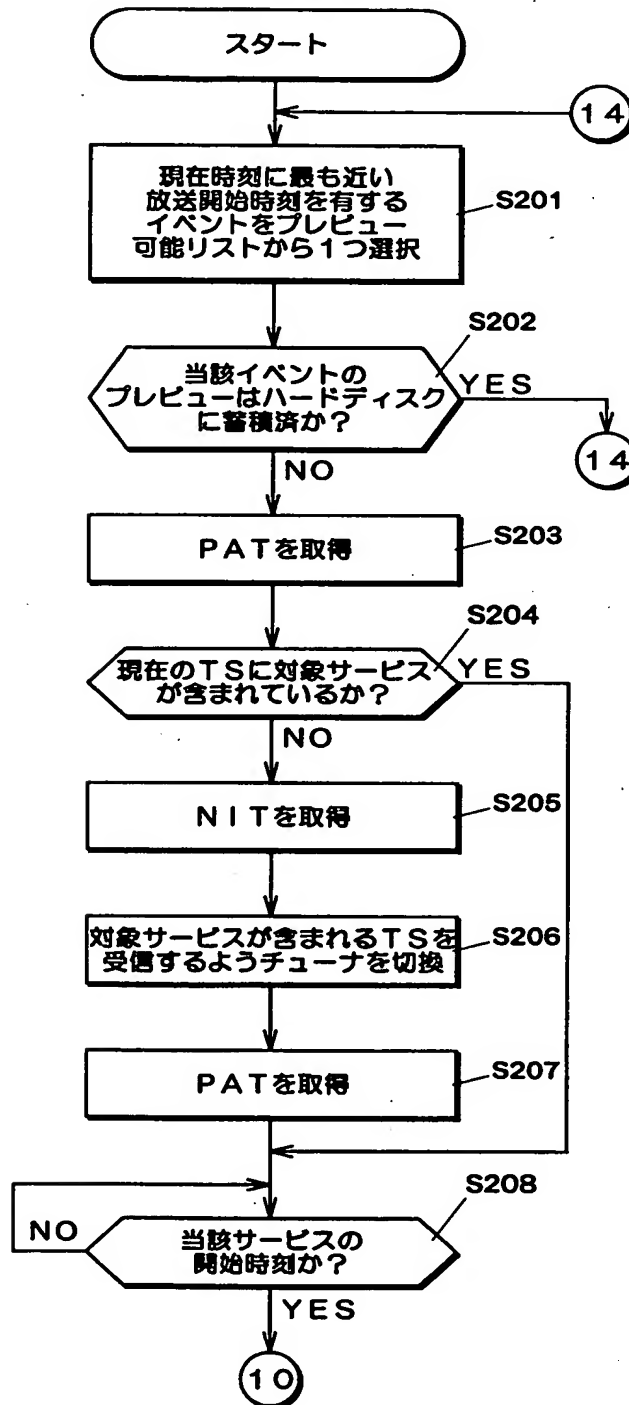 スタート
14
現在時刻に最も近い
放送開始時刻を有する
イベントをプレビュー
可能リストから1つ選択
S201
S202
当該イベントの
プレビューはハードディスク
に蓄積済か?
YES
14
NO
PATを取得
S203
S204
現在のTSに対象サービス
が含まれているか?
YES
NO
NITを取得
S205
対象サービスが含まれるTSを
受信するようチューナを切換
S206
PATを取得
S207
S208
NO
当該サービスの
開始時刻か?
YES
10